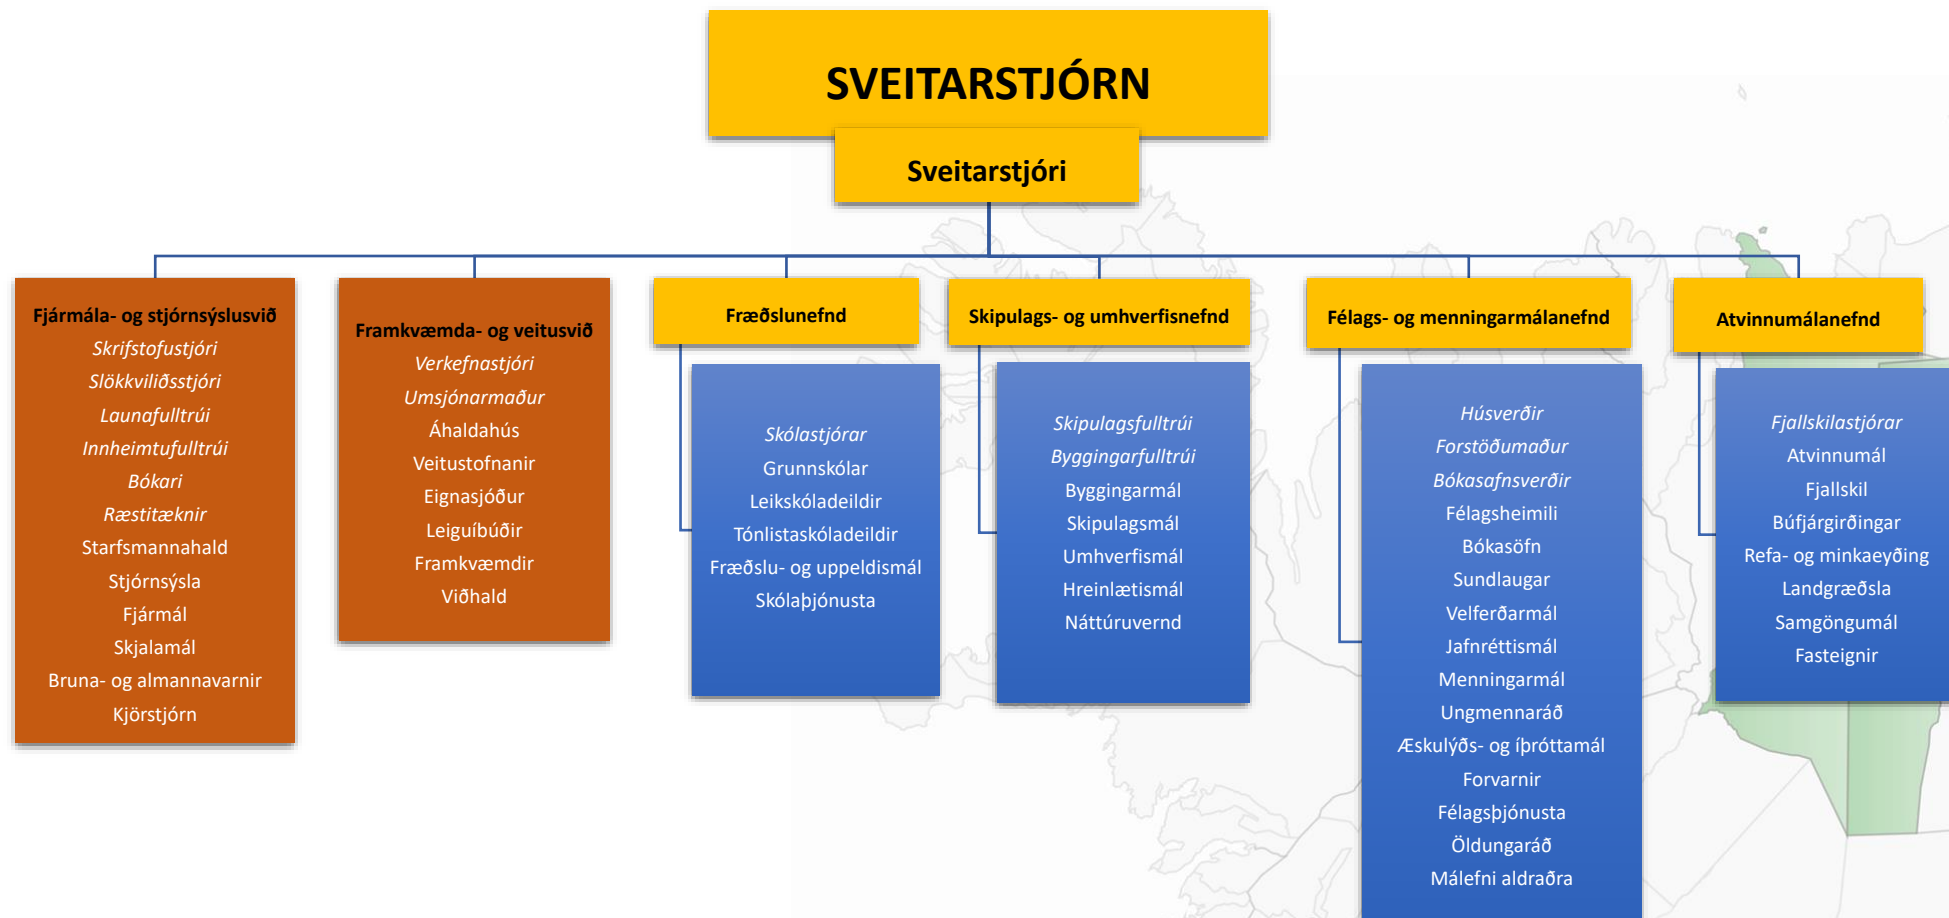 SVEITARSTJÓRN
Sveitarstjóri
Fjármála- og stjórnsýslusvið
Skrifstofustjóri
Slökkviliðsstjóri
Launafulltrúi
Innheimtufulltrúi
Bókari
Ræstitæknir
Starfsmannahald
Stjórnsýsla
Fjármál
Skjalamál
Bruna- og almannavarnir
Kjörstjórn
Framkvæmda- og veitusvið
Verkefnastjóri
Umsjónarmaður
Áhaldahús
Veitustofnanir
Eignasjóður
Leiguíbúðir
Framkvæmdir
Viðhald
Fræðslunefnd
Skólastjórar
Grunnskólar
Leikskóladeildir
Tónlistaskóladeildir
Fræðslu- og uppeldismál
Skólaþjónusta
Skipulags- og umhverfisnefnd
Skipulagsfulltrúi
Byggingarfulltrúi
Byggingarmál
Skipulagsmál
Umhverfismál
Hreinlætismál
Náttúruvernd
Félags- og menningarmálanefnd
Húsverðir
Forstöðumaður
Bókasafnsverðir
Félagsheimili
Bókasöfn
Sundlaugar
Velferðarmál
Jafnréttismál
Menningarmál
Ungmennaráð
Æskulýðs- og íþróttamál
Forvarnir
Félagsþjónusta
Öldungaráð
Málefni aldraðra
Atvinnumálanefnd
Fjallskilastjórar
Atvinnumál
Fjallskil
Búfjárgirðingar
Refa- og minkaeyðing
Landgræðsla
Samgöngumál
Fasteignir